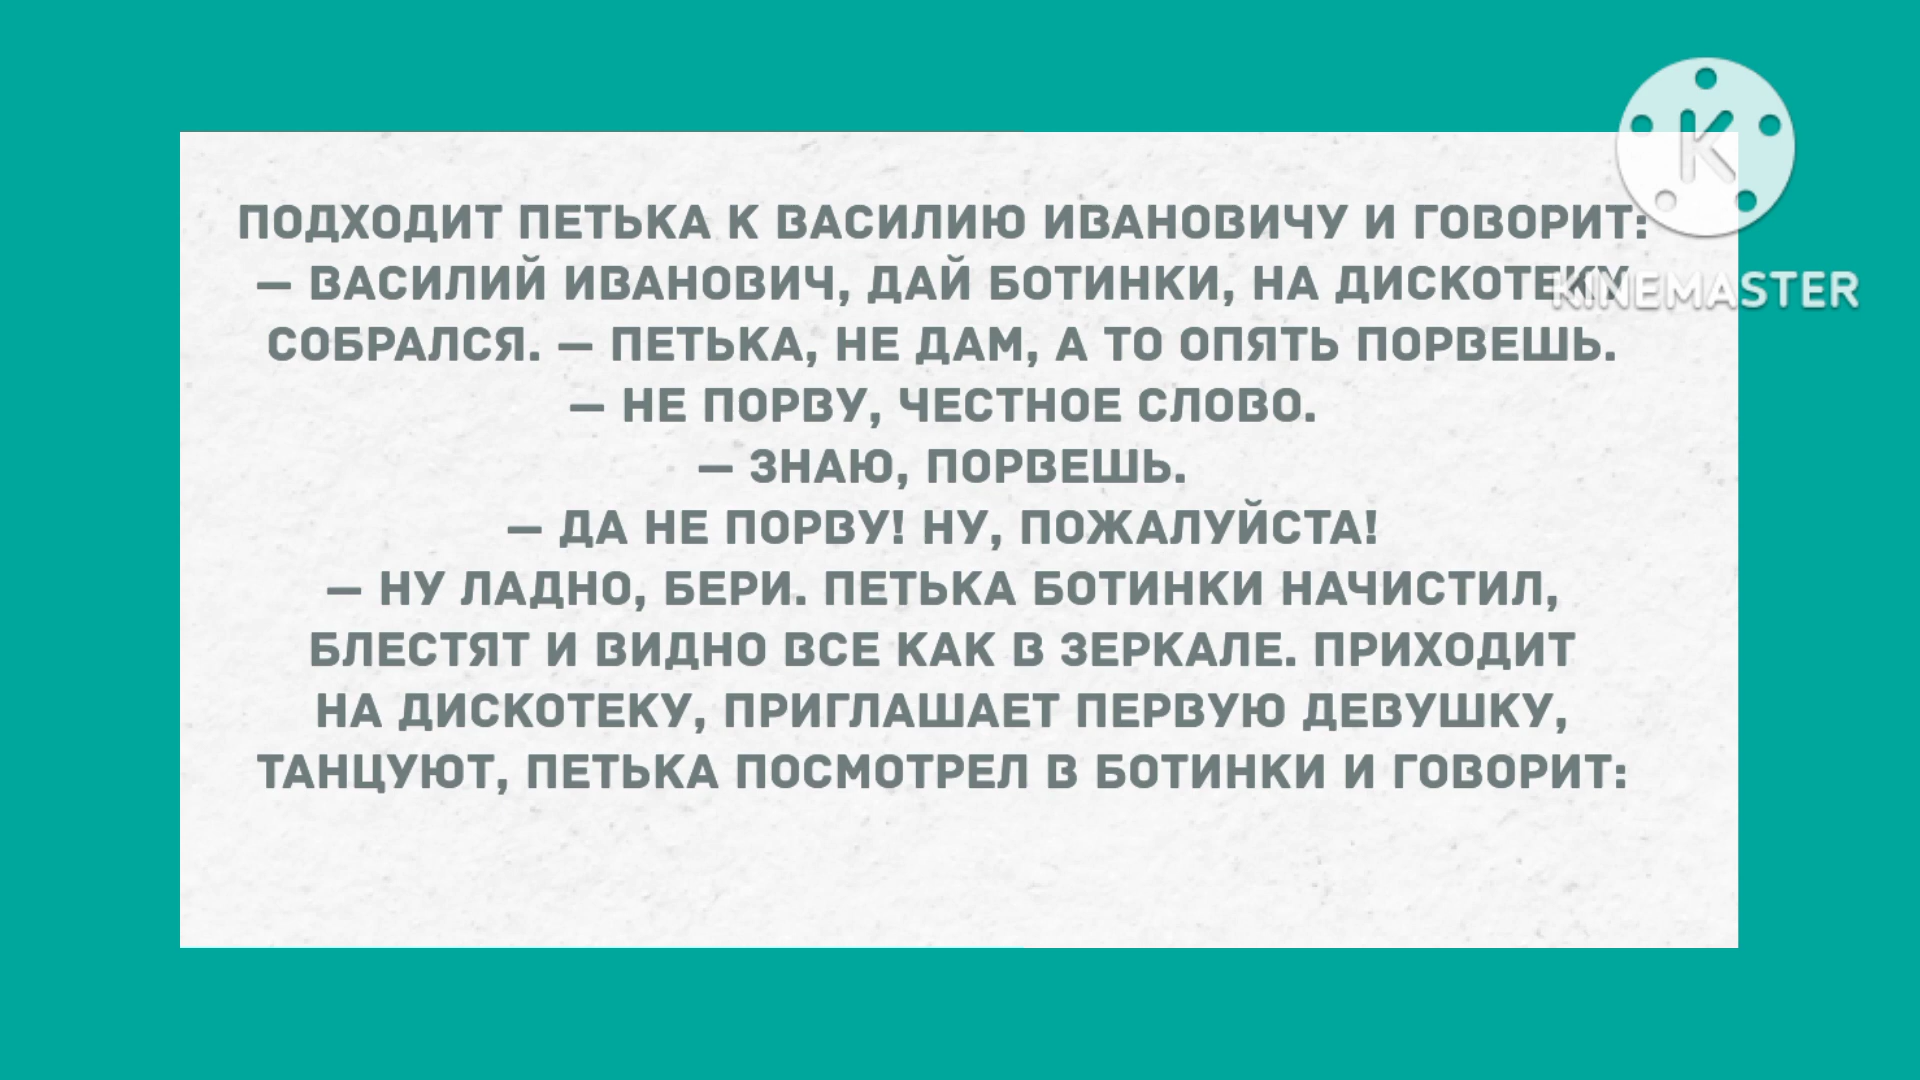 ПОДХОДИТ ПЕТЬКА К ВАСИЛИЮ ИВАНОВИЧУ И ГОВОРИТ:
— ВАСИЛИЙ ИВАНОВИЧ, ДАЙ БОТИНКИ, НА ДИСКОТЕКУ
СОБРАЛСЯ. — ПЕТЬКА, НЕ ДАМ, А ТО ОПЯТЬ ПОРВЕШЬ.
— НЕ ПОРВУ, ЧЕСТНОЕ СЛОВО.
— ЗНАЮ, ПОРВЕШЬ.
— ДА НЕ ПОРВУ! НУ, ПОЖАЛУЙСТА!
— НУ ЛАДНО, БЕРИ. ПЕТЬКА БОТИНКИ НАЧИСТИЛ,
БЛЕСТЯТ И ВИДНО ВСЕ КАК В ЗЕРКАЛЕ. ПРИХОДИТ
НА ДИСКОТЕКУ, ПРИГЛАШАЕТ ПЕРВУЮ ДЕВУШКУ,
ТАНЦУЮТ, ПЕТЬКА ПОСМОТРЕЛ В БОТИНКИ И ГОВОРИТ:
K
KINEMASTER